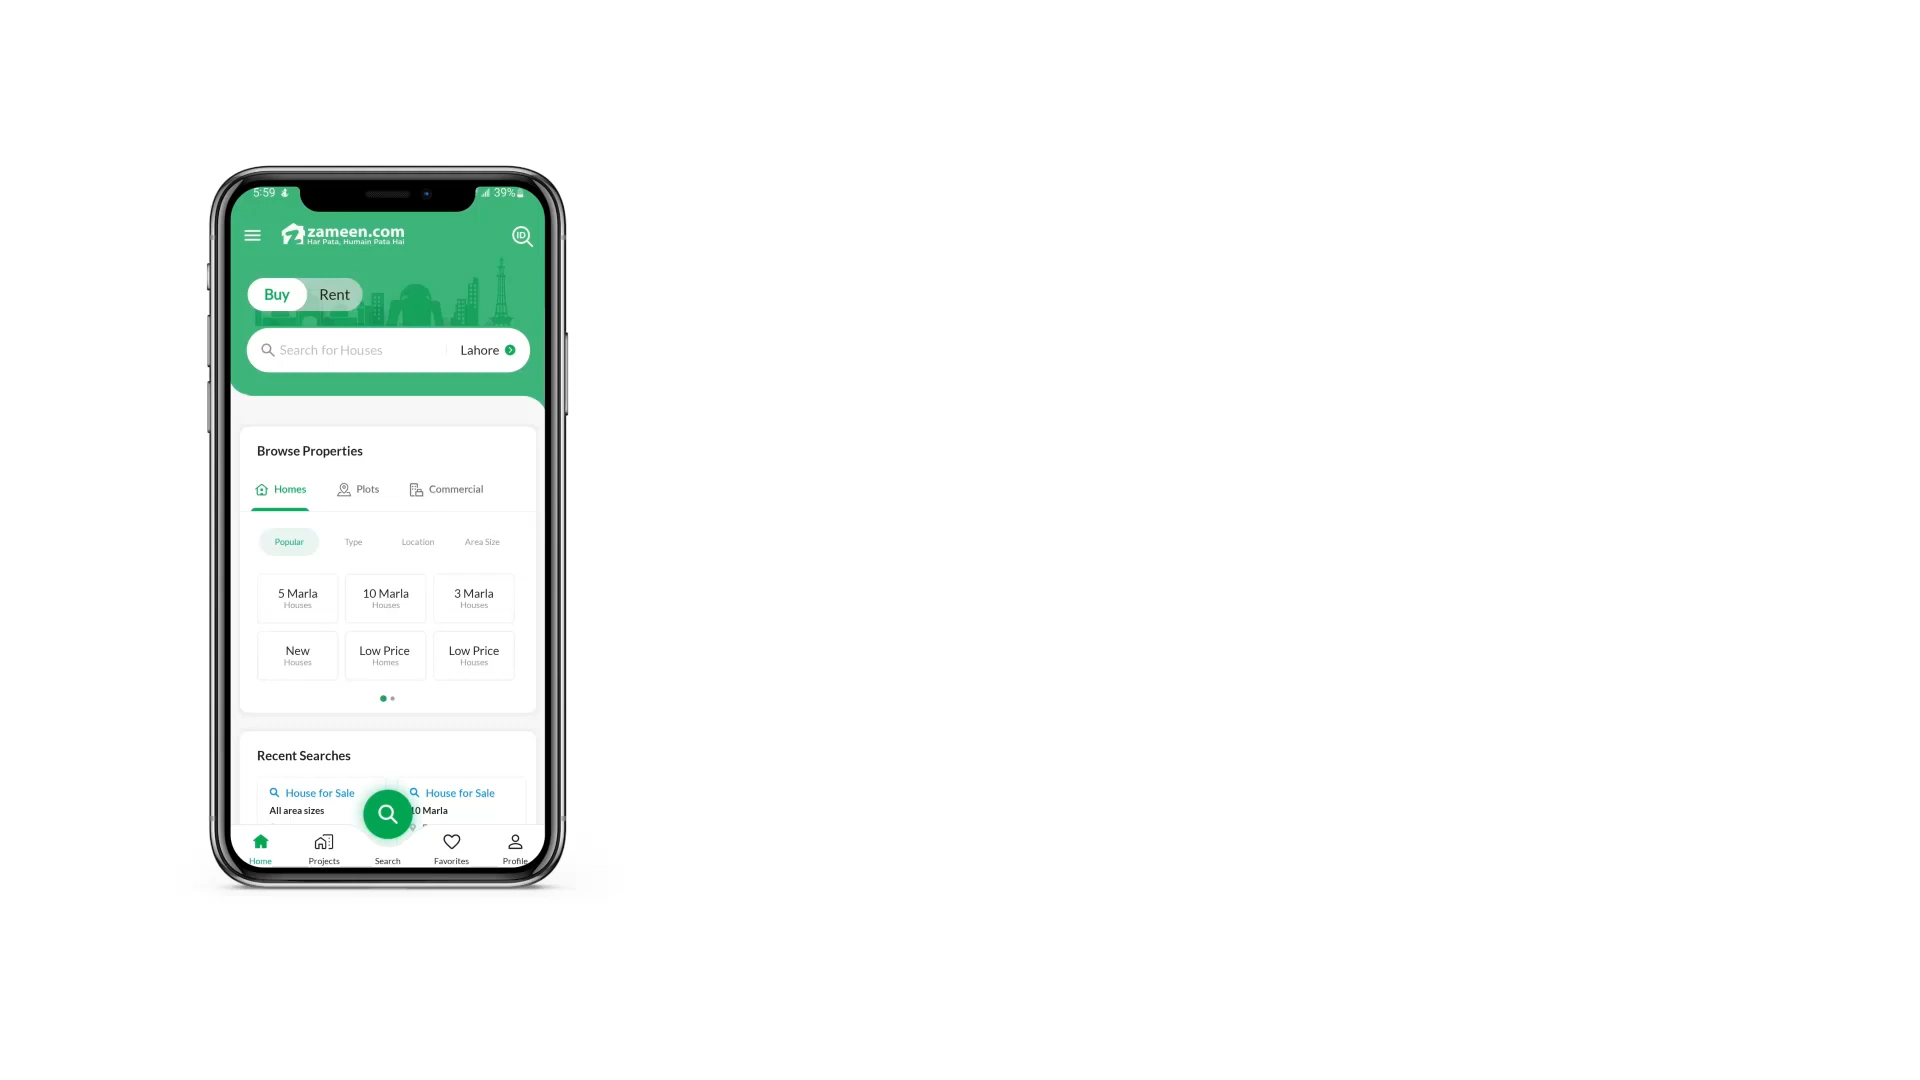 5:59
39%
zameen.com
Har Pata, Humain Pata Hai
ID
Buy Rent
Search for Houses Lahore
Browse Properties
Homes Plots Commercial
Popular Type Location Area Size
5 Marla 10 Marla 3 Marla
Houses Houses Houses
New Low Price Low Price
Houses Homes Houses
Recent Searches
House for Sale House for Sale
All area sizes 10 Marla
Home Projects Search Favorites Profile